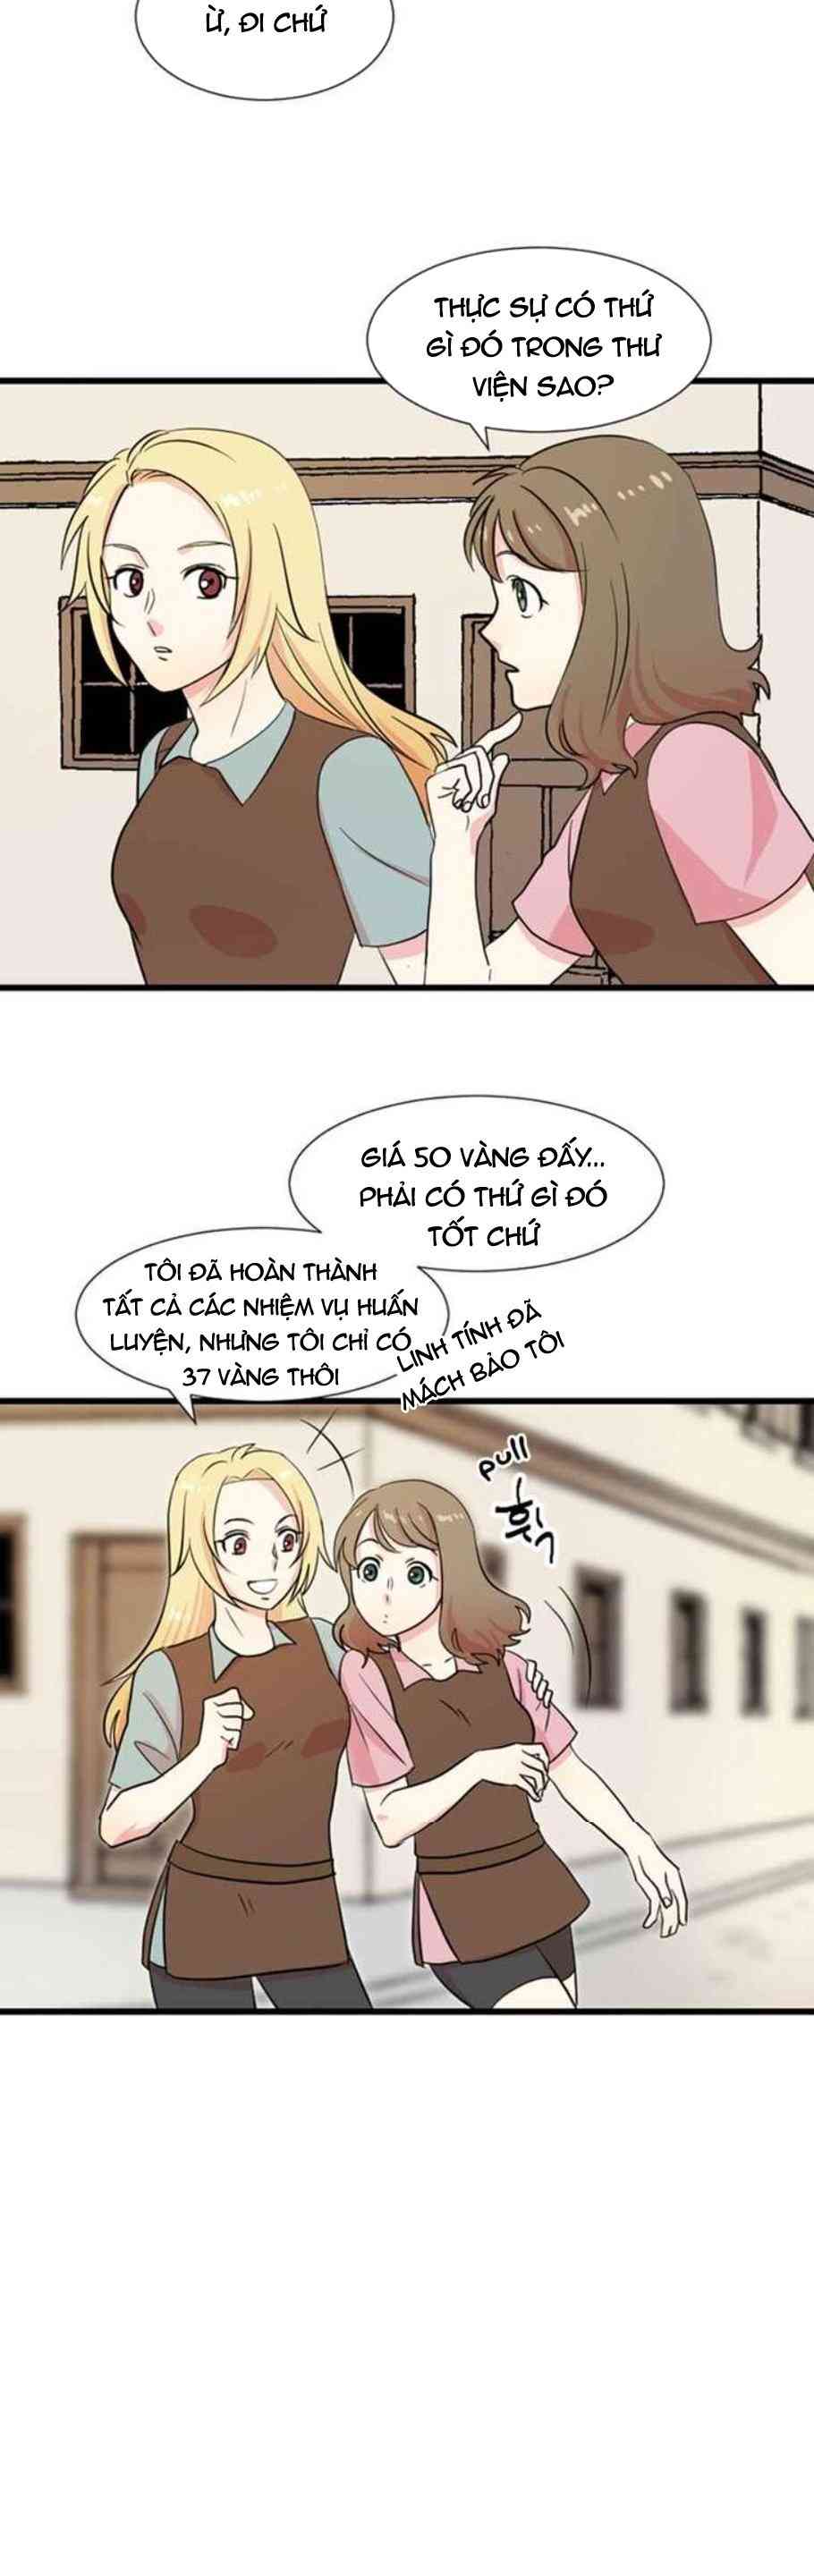 Ừ, ĐI CHỨ
THỰC SỰ CÓ THỨ
GÌ ĐÓ TRONG THƯ
VIỆN SAO?
GIÁ 50 VÀNG ĐẤY...
PHẢI CÓ THỨ GÌ ĐÓ
TỐT CHỨ
TÔI ĐÃ HOÀN THÀNH
TẤT CẢ CÁC NHIỆM VỤ HUẤN
LUYỆN, NHƯNG TÔI CHỈ CÓ
37 VÀNG THÔI
LINH TÍNH ĐÃ
MÁCH BẢO TÔI
pull
휙